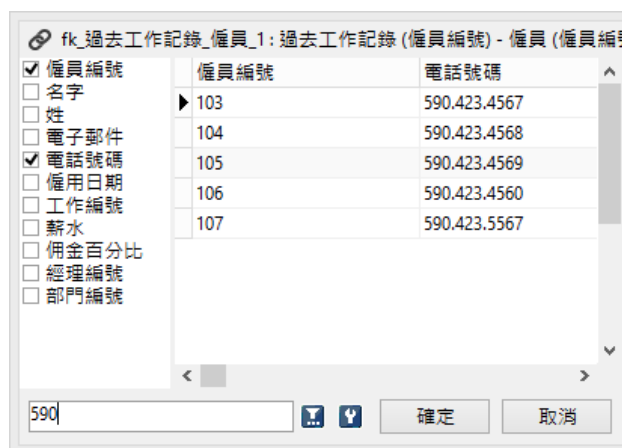 fk_過去工作記錄_僱員_1 : 過去工作記錄 (僱員編號) - 僱員 (僱員編
僱員編號
名字
姓
電子郵件
電話號碼
僱用日期
工作編號
薪水
佣金百分比
經理編號
部門編號
僱員編號 電話號碼
103 590.423.4567
104 590.423.4568
105 590.423.4569
106 590.423.4560
107 590.423.5567
590
確定 取消